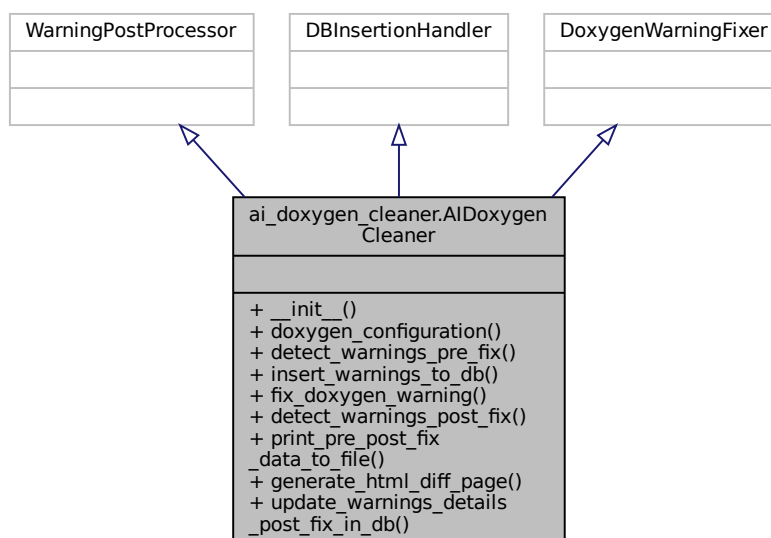 WarningPostProcessor
DBInsertionHandler
DoxygenWarningFixer
ai_doxygen_cleaner.AIDoxygen
Cleaner
+ __init__()
+ doxygen_configuration()
+ detect_warnings_pre_fix()
+ insert_warnings_to_db()
+ fix_doxygen_warning()
+ detect_warnings_post_fix()
+ print_pre_post_fix
_data_to_file()
+ generate_html_diff_page()
+ update_warnings_details
_post_fix_in_db()